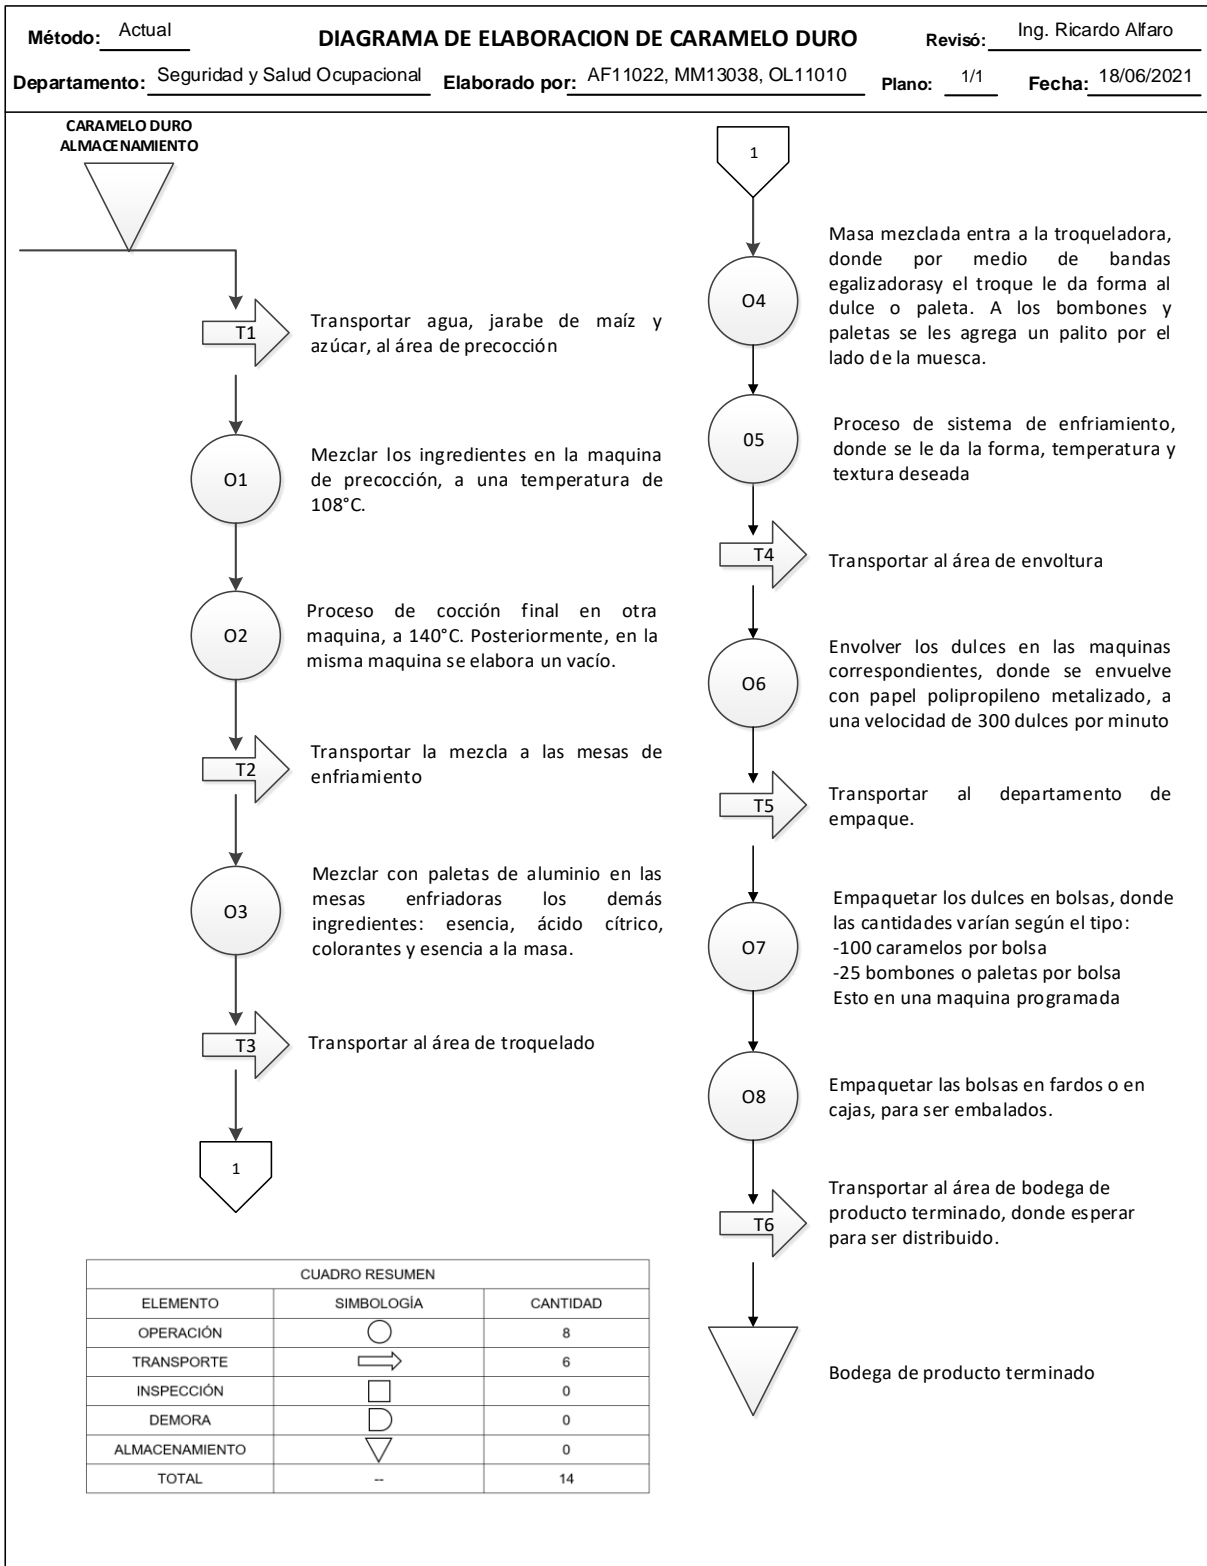 Método: Actual
DIAGRAMA DE ELABORACION DE CARAMELO DURO
Revisó: Ing. Ricardo Alfaro
Departamento: Seguridad y Salud Ocupacional
Elaborado por: AF11022, MM13038, OL11010
Plano: 1/1
Fecha: 18/06/2021
CARAMELO DURO
ALMACENAMIENTO
T1
Transportar agua, jarabe de maíz y
azúcar, al área de precocción
O1
Mezclar los ingredientes en la maquina
de precocción, a una temperatura de
108°C.
O2
Proceso de cocción final en otra
maquina, a 140°C. Posteriormente, en la
misma maquina se elabora un vacío.
T2
Transportar la mezcla a las mesas de
enfriamiento
O3
Mezclar con paletas de aluminio en las
mesas enfriadoras los demás
ingredientes: esencia, ácido cítrico,
colorantes y esencia a la masa.
T3
Transportar al área de troquelado
1
1
O4
Masa mezclada entra a la troqueladora,
donde por medio de bandas
egalizadorasy el troque le da forma al
dulce o paleta. A los bombones y
paletas se les agrega un palito por el
lado de la muesca.
05
Proceso de sistema de enfriamiento,
donde se le da la forma, temperatura y
textura deseada
T4
Transportar al área de envoltura
O6
Envolver los dulces en las maquinas
correspondientes, donde se envuelve
con papel polipropileno metalizado, a
una velocidad de 300 dulces por minuto
T5
Transportar al departamento de
empaque.
O7
Empaquetar los dulces en bolsas, donde
las cantidades varían según el tipo:
-100 caramelos por bolsa
-25 bombones o paletas por bolsa
Esto en una maquina programada
O8
Empaquetar las bolsas en fardos o en
cajas, para ser embalados.
T6
Transportar al área de bodega de
producto terminado, donde esperar
para ser distribuido.
Bodega de producto terminado
CUADRO RESUMEN
ELEMENTO SIMBOLOGÍA CANTIDAD
OPERACIÓN 8
TRANSPORTE 6
INSPECCIÓN 0
DEMORA 0
ALMACENAMIENTO 0
TOTAL -- 14